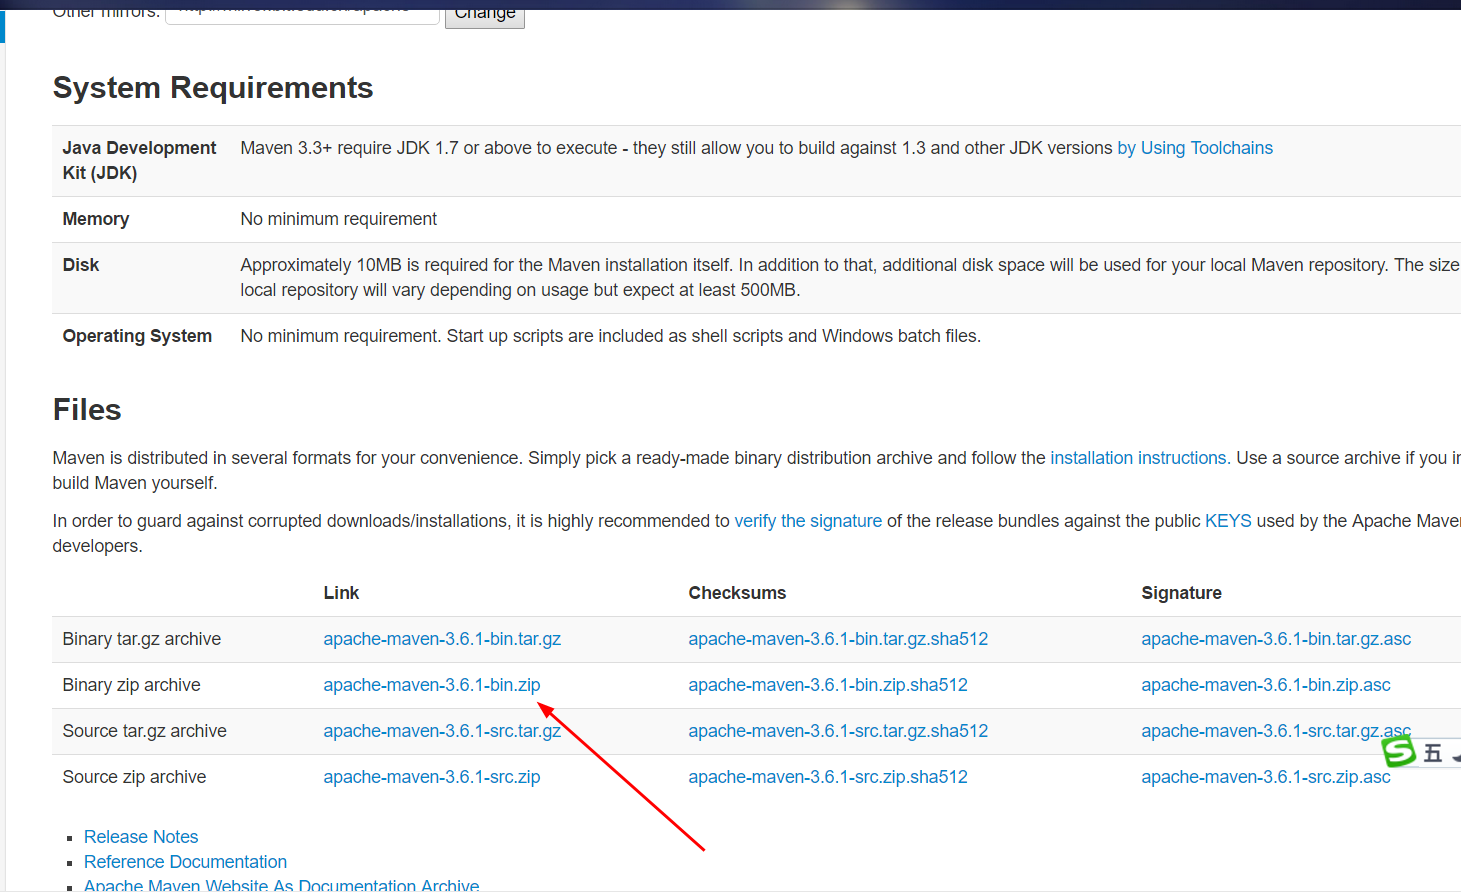 Other mirrors: Change
System Requirements
Java Development Maven 3.3+ require JDK 1.7 or above to execute - they still allow you to build against 1.3 and other JDK versions by Using Toolchains
Kit (JDK)
Memory No minimum requirement
Disk Approximately 10MB is required for the Maven installation itself. In addition to that, additional disk space will be used for your local Maven repository. The size
local repository will vary depending on usage but expect at least 500MB.
Operating System No minimum requirement. Start up scripts are included as shell scripts and Windows batch files.
Files
Maven is distributed in several formats for your convenience. Simply pick a ready-made binary distribution archive and follow the installation instructions. Use a source archive if you
build Maven yourself.
In order to guard against corrupted downloads/installations, it is highly recommended to verify the signature of the release bundles against the public KEYS used by the Apache Maven
developers.
Link Checksums Signature
Binary tar.gz archive apache-maven-3.6.1-bin.tar.gz apache-maven-3.6.1-bin.tar.gz.sha512 apache-maven-3.6.1-bin.tar.gz.asc
Binary zip archive apache-maven-3.6.1-bin.zip apache-maven-3.6.1-bin.zip.sha512 apache-maven-3.6.1-bin.zip.asc
Source tar.gz archive apache-maven-3.6.1-src.tar.gz apache-maven-3.6.1-src.tar.gz.sha512 apache-maven-3.6.1-src.tar.gz.asc
五
Source zip archive apache-maven-3.6.1-src.zip apache-maven-3.6.1-src.zip.sha512 apache-maven-3.6.1-src.zip.asc
Release Notes
Reference Documentation
Apache Maven Website As Documentation Archive